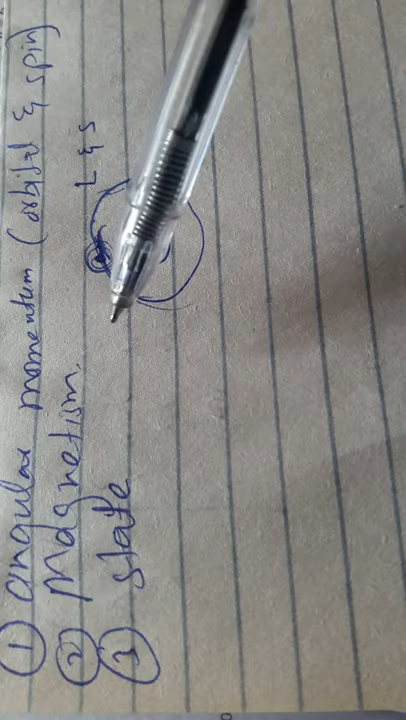 ① angular momentum (orbital & spin)
L & S
② Magnetism.
③ state